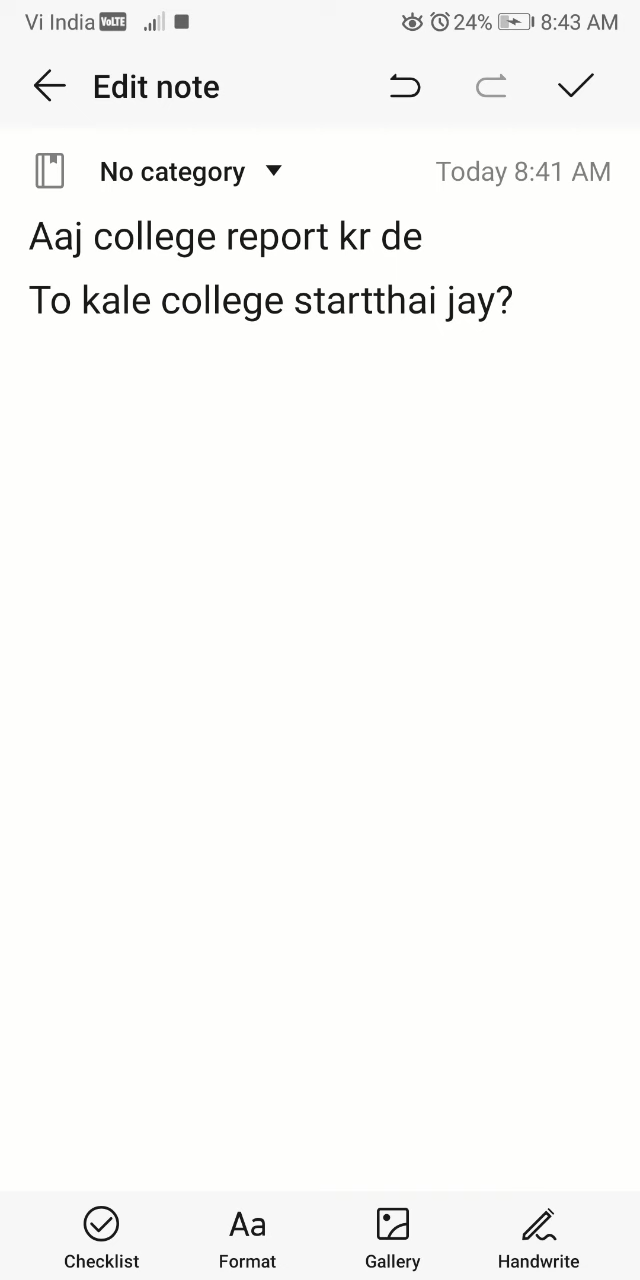 Vi India VoLTE 24% 8:43 AM
Edit note
No category Today 8:41 AM
Aaj college report kr de
To kale college startthai jay?
Checklist Aa Format Gallery Handwrite